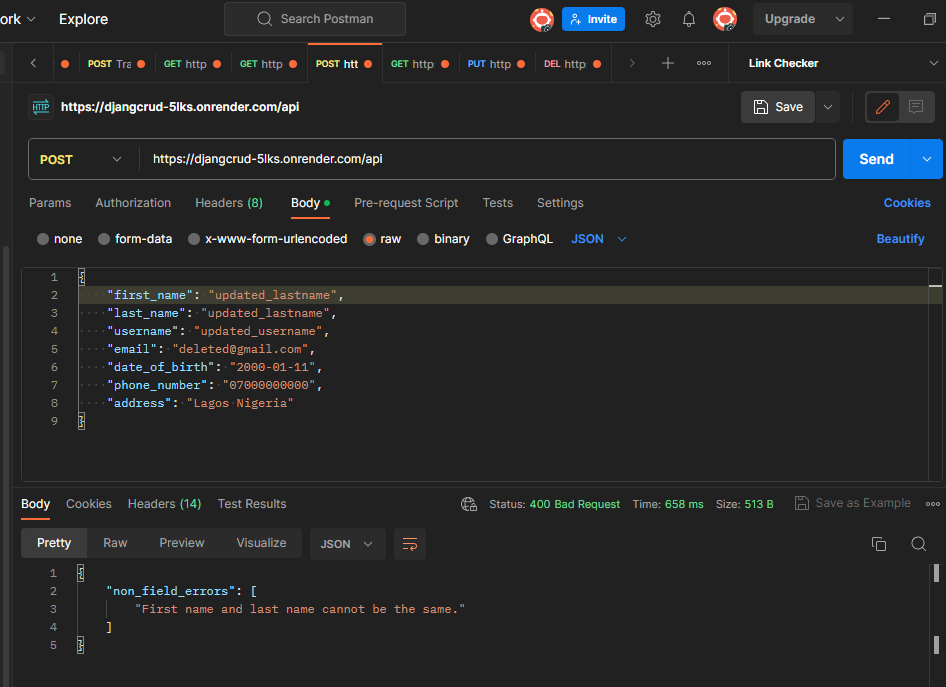 ork
Explore
Search Postman
Invite
Upgrade
POST Tra
GET http
GET http
POST htt
GET http:
PUT http
DEL http:
Link Checker
HTTP
https://djangcrud-5lks.onrender.com/api
Save
POST
https://djangcrud-5lks.onrender.com/api
Send
Params
Authorization
Headers (8)
Body
Pre-request Script
Tests
Settings
Cookies
none
form-data
x-www-form-urlencoded
raw
binary
GraphQL
JSON
Beautify
1 {
2 "first_name": "updated_lastname",
3 "last_name": "updated_lastname",
4 "username": "updated_username",
5 "email": "deleted@gmail.com",
6 "date_of_birth": "2000-01-11",
7 "phone_number": "07000000000",
8 "address": "Lagos Nigeria"
9 }
Body
Cookies
Headers (14)
Test Results
Status: 400 Bad Request
Time: 658 ms
Size: 513 B
Save as Example
Pretty
Raw
Preview
Visualize
JSON
1 {
2 "non_field_errors": [
3 "First name and last name cannot be the same."
4 ]
5 }